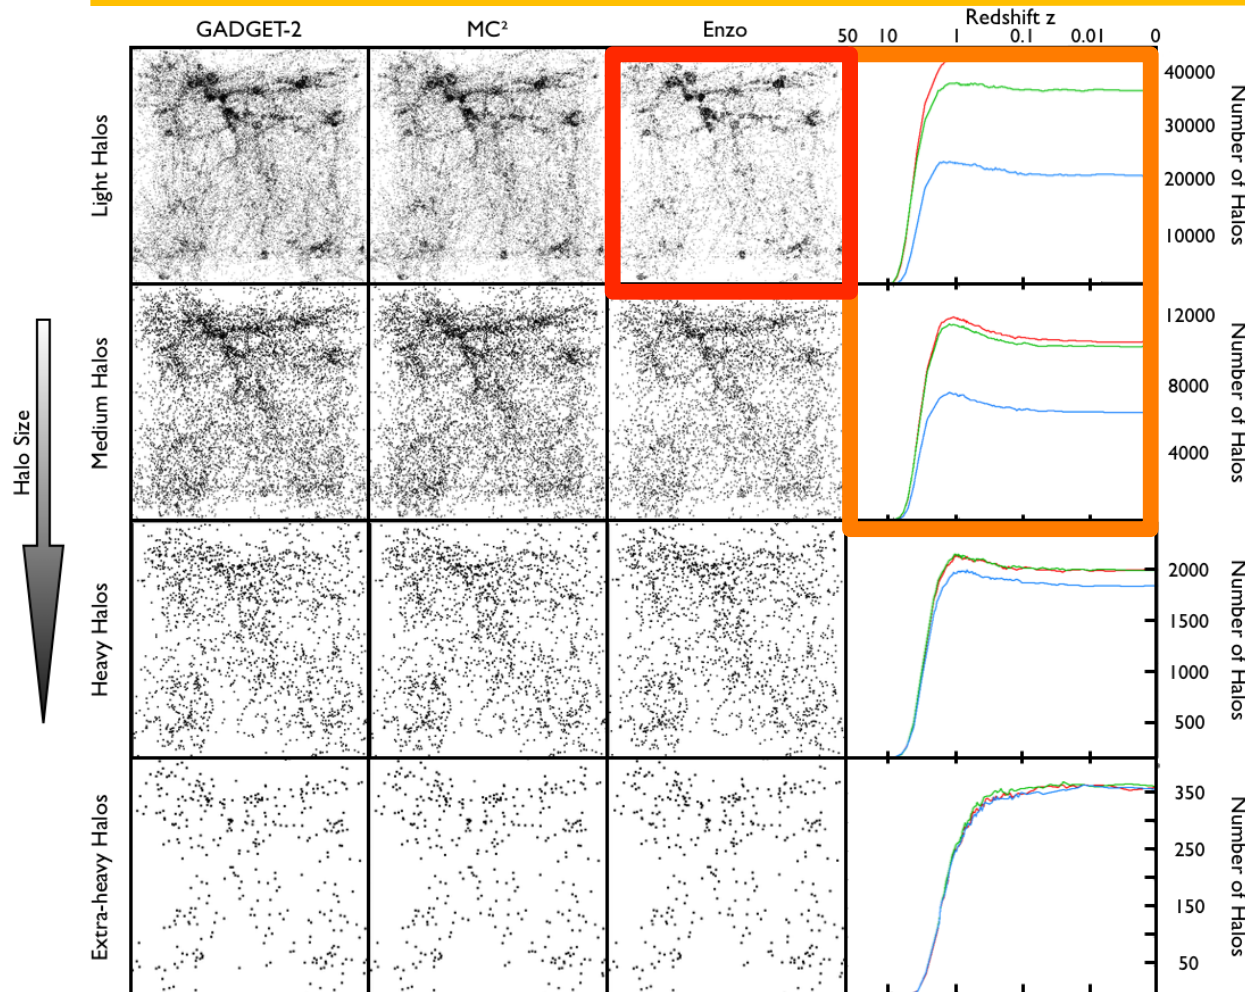 GADGET-2 MC² Enzo
Redshift z
50 10 1 0.1 0.01 0
Light Halos
40000
30000
20000
10000
Number of Halos
Medium Halos
12000
8000
4000
Number of Halos
Halo Size
Heavy Halos
2000
1500
1000
500
Number of Halos
Extra-heavy Halos
350
250
150
50
Number of Halos